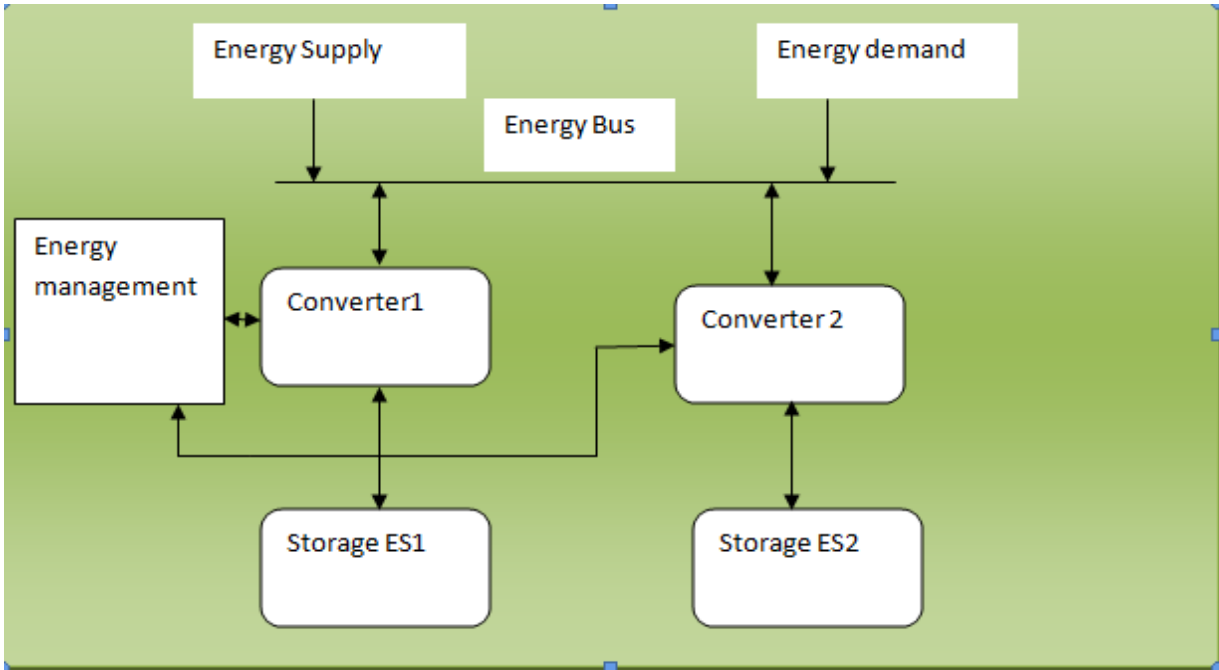 Energy Supply
Energy demand
Energy Bus
Energy
management
Converter1
Converter 2
Storage ES1
Storage ES2